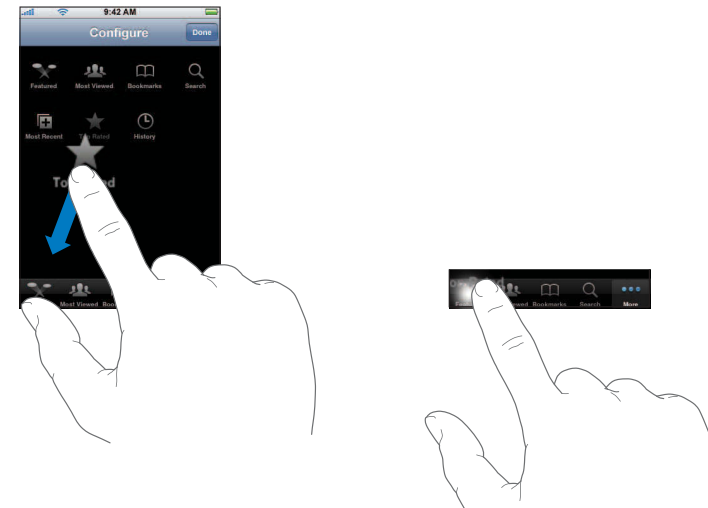 9:42 AM
Configure Done
Featured Most Viewed Bookmarks Search
Most Recent Top Rated History
Most Viewed
Bookmarks Search More